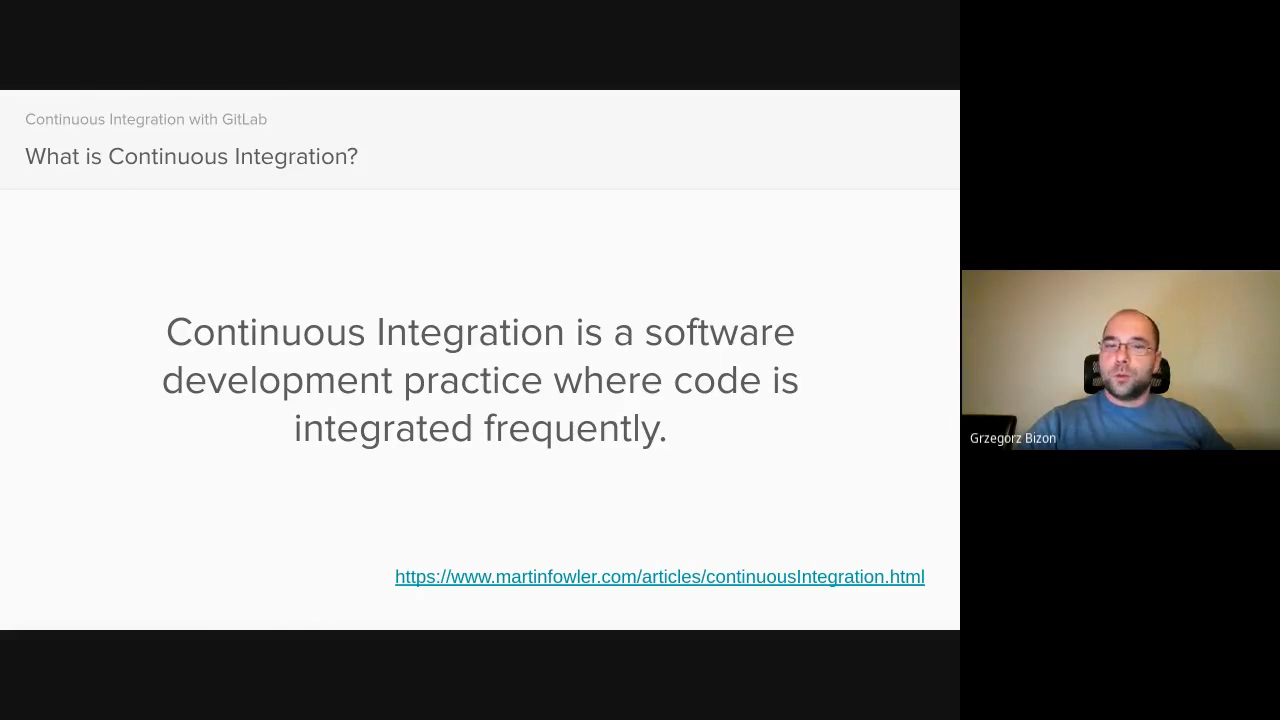 Continuous Integration with GitLab
What is Continuous Integration?
Continuous Integration is a software
development practice where code is
integrated frequently.
https://www.martinfowler.com/articles/continuousIntegration.html
Grzegorz Bizon